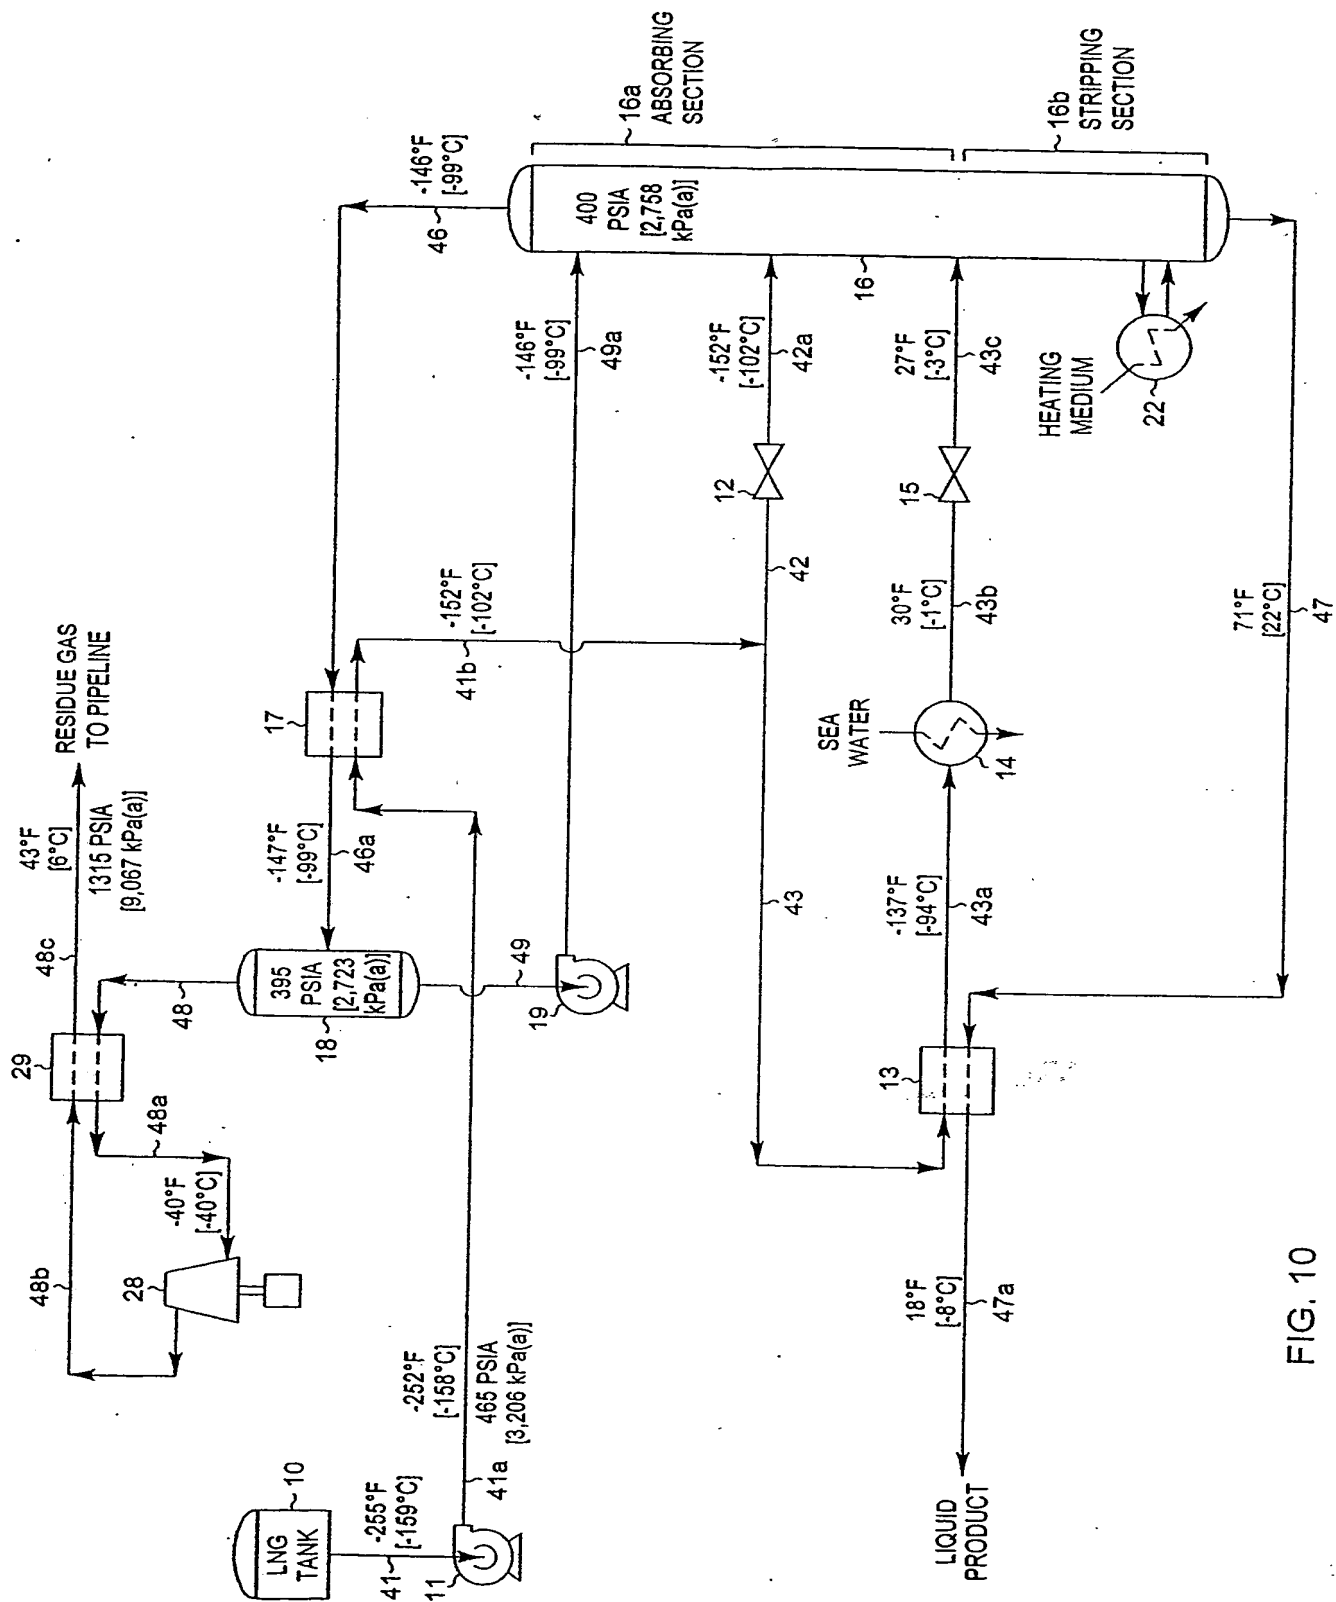 RESIDUE GAS
TO PIPELINE
43°F
[6°C]
1315 PSIA
[9,067 kPa(a)]
48c
29
48
48a
-40°F
[-40°C]
48b
28
-146°F
[-99°C]
46
17
-147°F
[-99°C]
46a
395
PSIA
[2,723
kPa(a)]
18
49
19
-152°F
[-102°C]
41b
-252°F
[-158°C]
465 PSIA
[3,206 kPa(a)]
41a
10
LNG
TANK
-255°F
[-159°C]
41
11
16a
ABSORBING
SECTION
16b
STRIPPING
SECTION
400
PSIA
[2,758
kPa(a)]
16
-146°F
[-99°C]
49a
-152°F
[-102°C]
42a
12
42
43
27°F
[-3°C]
43c
15
30°F
[-1°C]
43b
SEA
WATER
14
-137°F
[-94°C]
43a
13
HEATING
MEDIUM
22
71°F
[22°C]
47
18°F
[-8°C]
47a
LIQUID
PRODUCT
FIG. 10